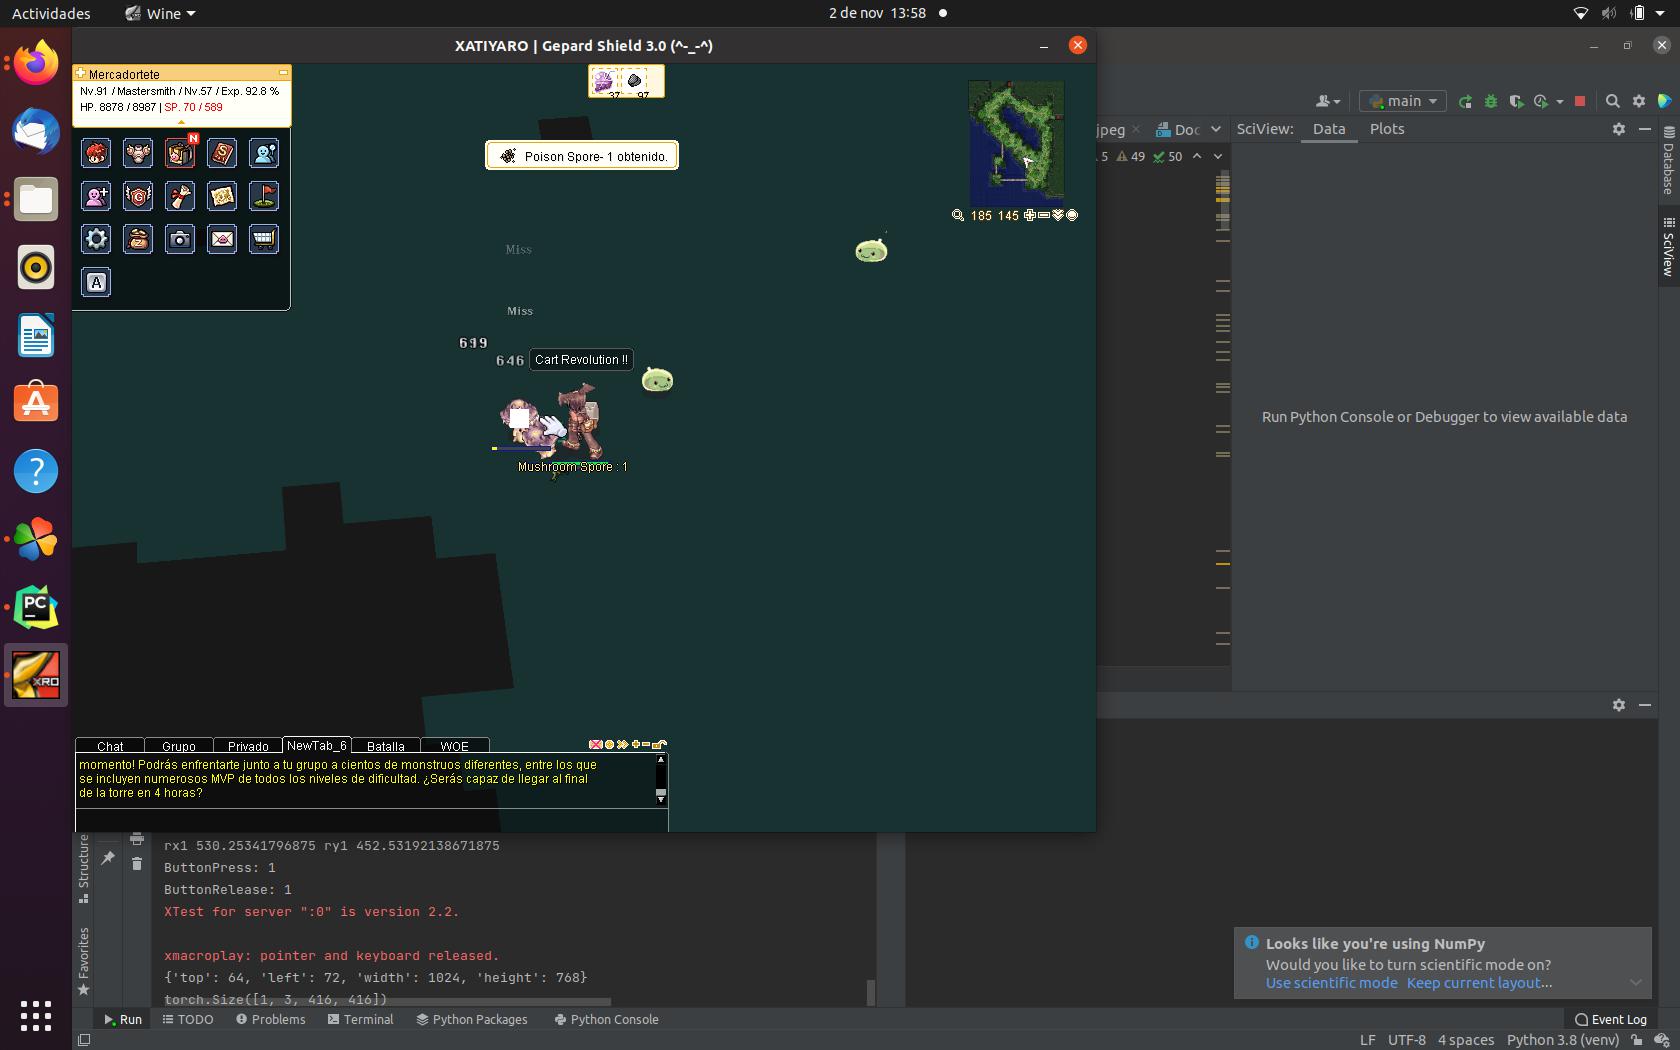 Actividades
Wine
2 de nov 13:58
XATIYARO | Gepard Shield 3.0 (^-_-^)
Mercadortete
Nv.91 / Mastersmith / Nv.57 / Exp. 92.8 %
HP. 8878 / 8987 | SP. 70 / 589
N
A
37
97
Poison Spore- 1 obtenido.
185 145
Miss
Miss
699
646
Cart Revolution !!
Mushroom Spore : 1
Chat
Grupo
Privado
NewTab_6
Batalla
WOE
momento! Podrás enfrentarte junto a tu grupo a cientos de monstruos diferentes, entre los que
se incluyen numerosos MVP de todos los niveles de dificultad. ¿Serás capaz de llegar al final
de la torre en 4 horas?
main
jpeg
Doc
SciView:
Data
Plots
5
49
50
Database
SciView
Run Python Console or Debugger to view available data
PC
XRO
Structure
Favorites
rx1 530.25341796875 ry1 452.53192138671875
ButtonPress: 1
ButtonRelease: 1
XTest for server ":0" is version 2.2.
xmacroplay: pointer and keyboard released.
{'top': 64, 'left': 72, 'width': 1024, 'height': 768}
torch.Size([1, 3, 416, 416])
Looks like you're using NumPy
Would you like to turn scientific mode on?
Use scientific mode Keep current layout...
Run
TODO
Problems
Terminal
Python Packages
Python Console
Event Log
LF UTF-8 4 spaces Python 3.8 (venv)